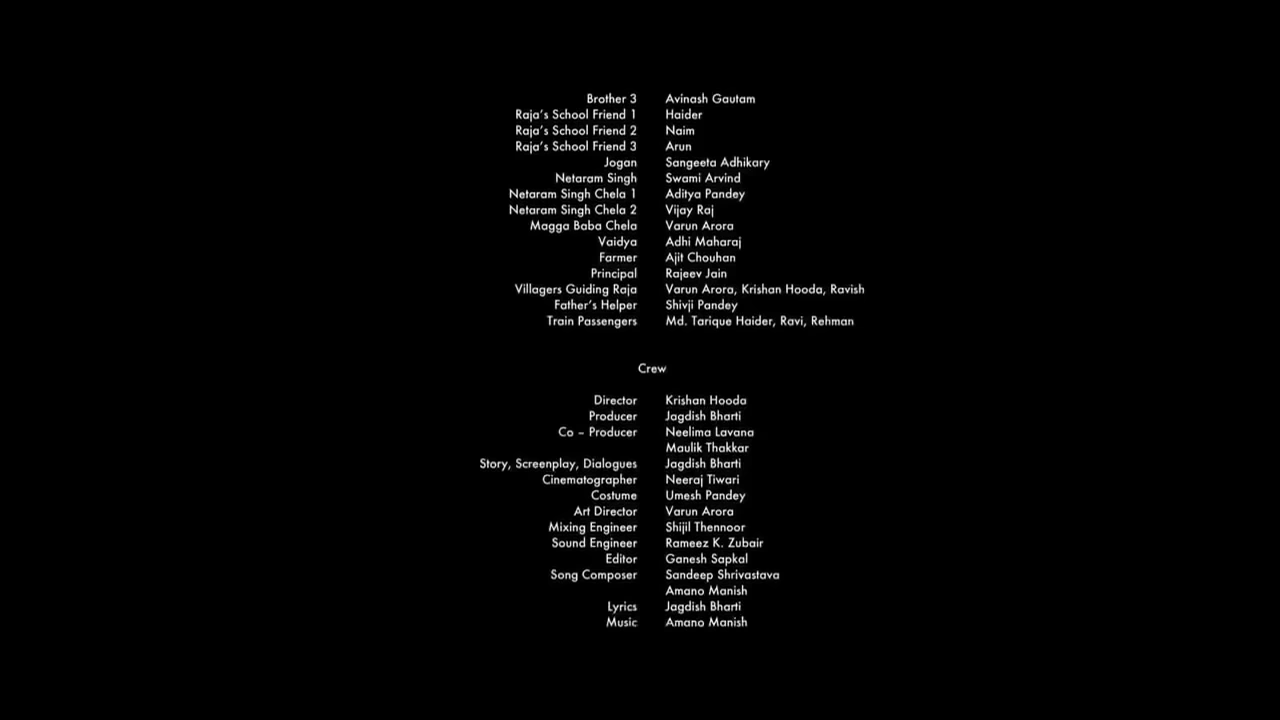 Brother 3 Avinash Gautam
Raja's School Friend 1 Haider
Raja's School Friend 2 Naim
Raja's School Friend 3 Arun
Jogan Sangeeta Adhikary
Netaram Singh Swami Arvind
Netaram Singh Chela 1 Aditya Pandey
Netaram Singh Chela 2 Vijay Raj
Magga Baba Chela Varun Arora
Vaidya Adhi Maharaj
Farmer Ajit Chouhan
Principal Rajeev Jain
Villagers Guiding Raja Varun Arora, Krishan Hooda, Ravish
Father's Helper Shivji Pandey
Train Passengers Md. Tarique Haider, Ravi, Rehman
Crew
Director Krishan Hooda
Producer Jagdish Bharti
Co – Producer Neelima Lavana
Maulik Thakkar
Story, Screenplay, Dialogues Jagdish Bharti
Cinematographer Neeraj Tiwari
Costume Umesh Pandey
Art Director Varun Arora
Mixing Engineer Shijil Thennoor
Sound Engineer Rameez K. Zubair
Editor Ganesh Sapkal
Song Composer Sandeep Shrivastava
Amano Manish
Lyrics Jagdish Bharti
Music Amano Manish